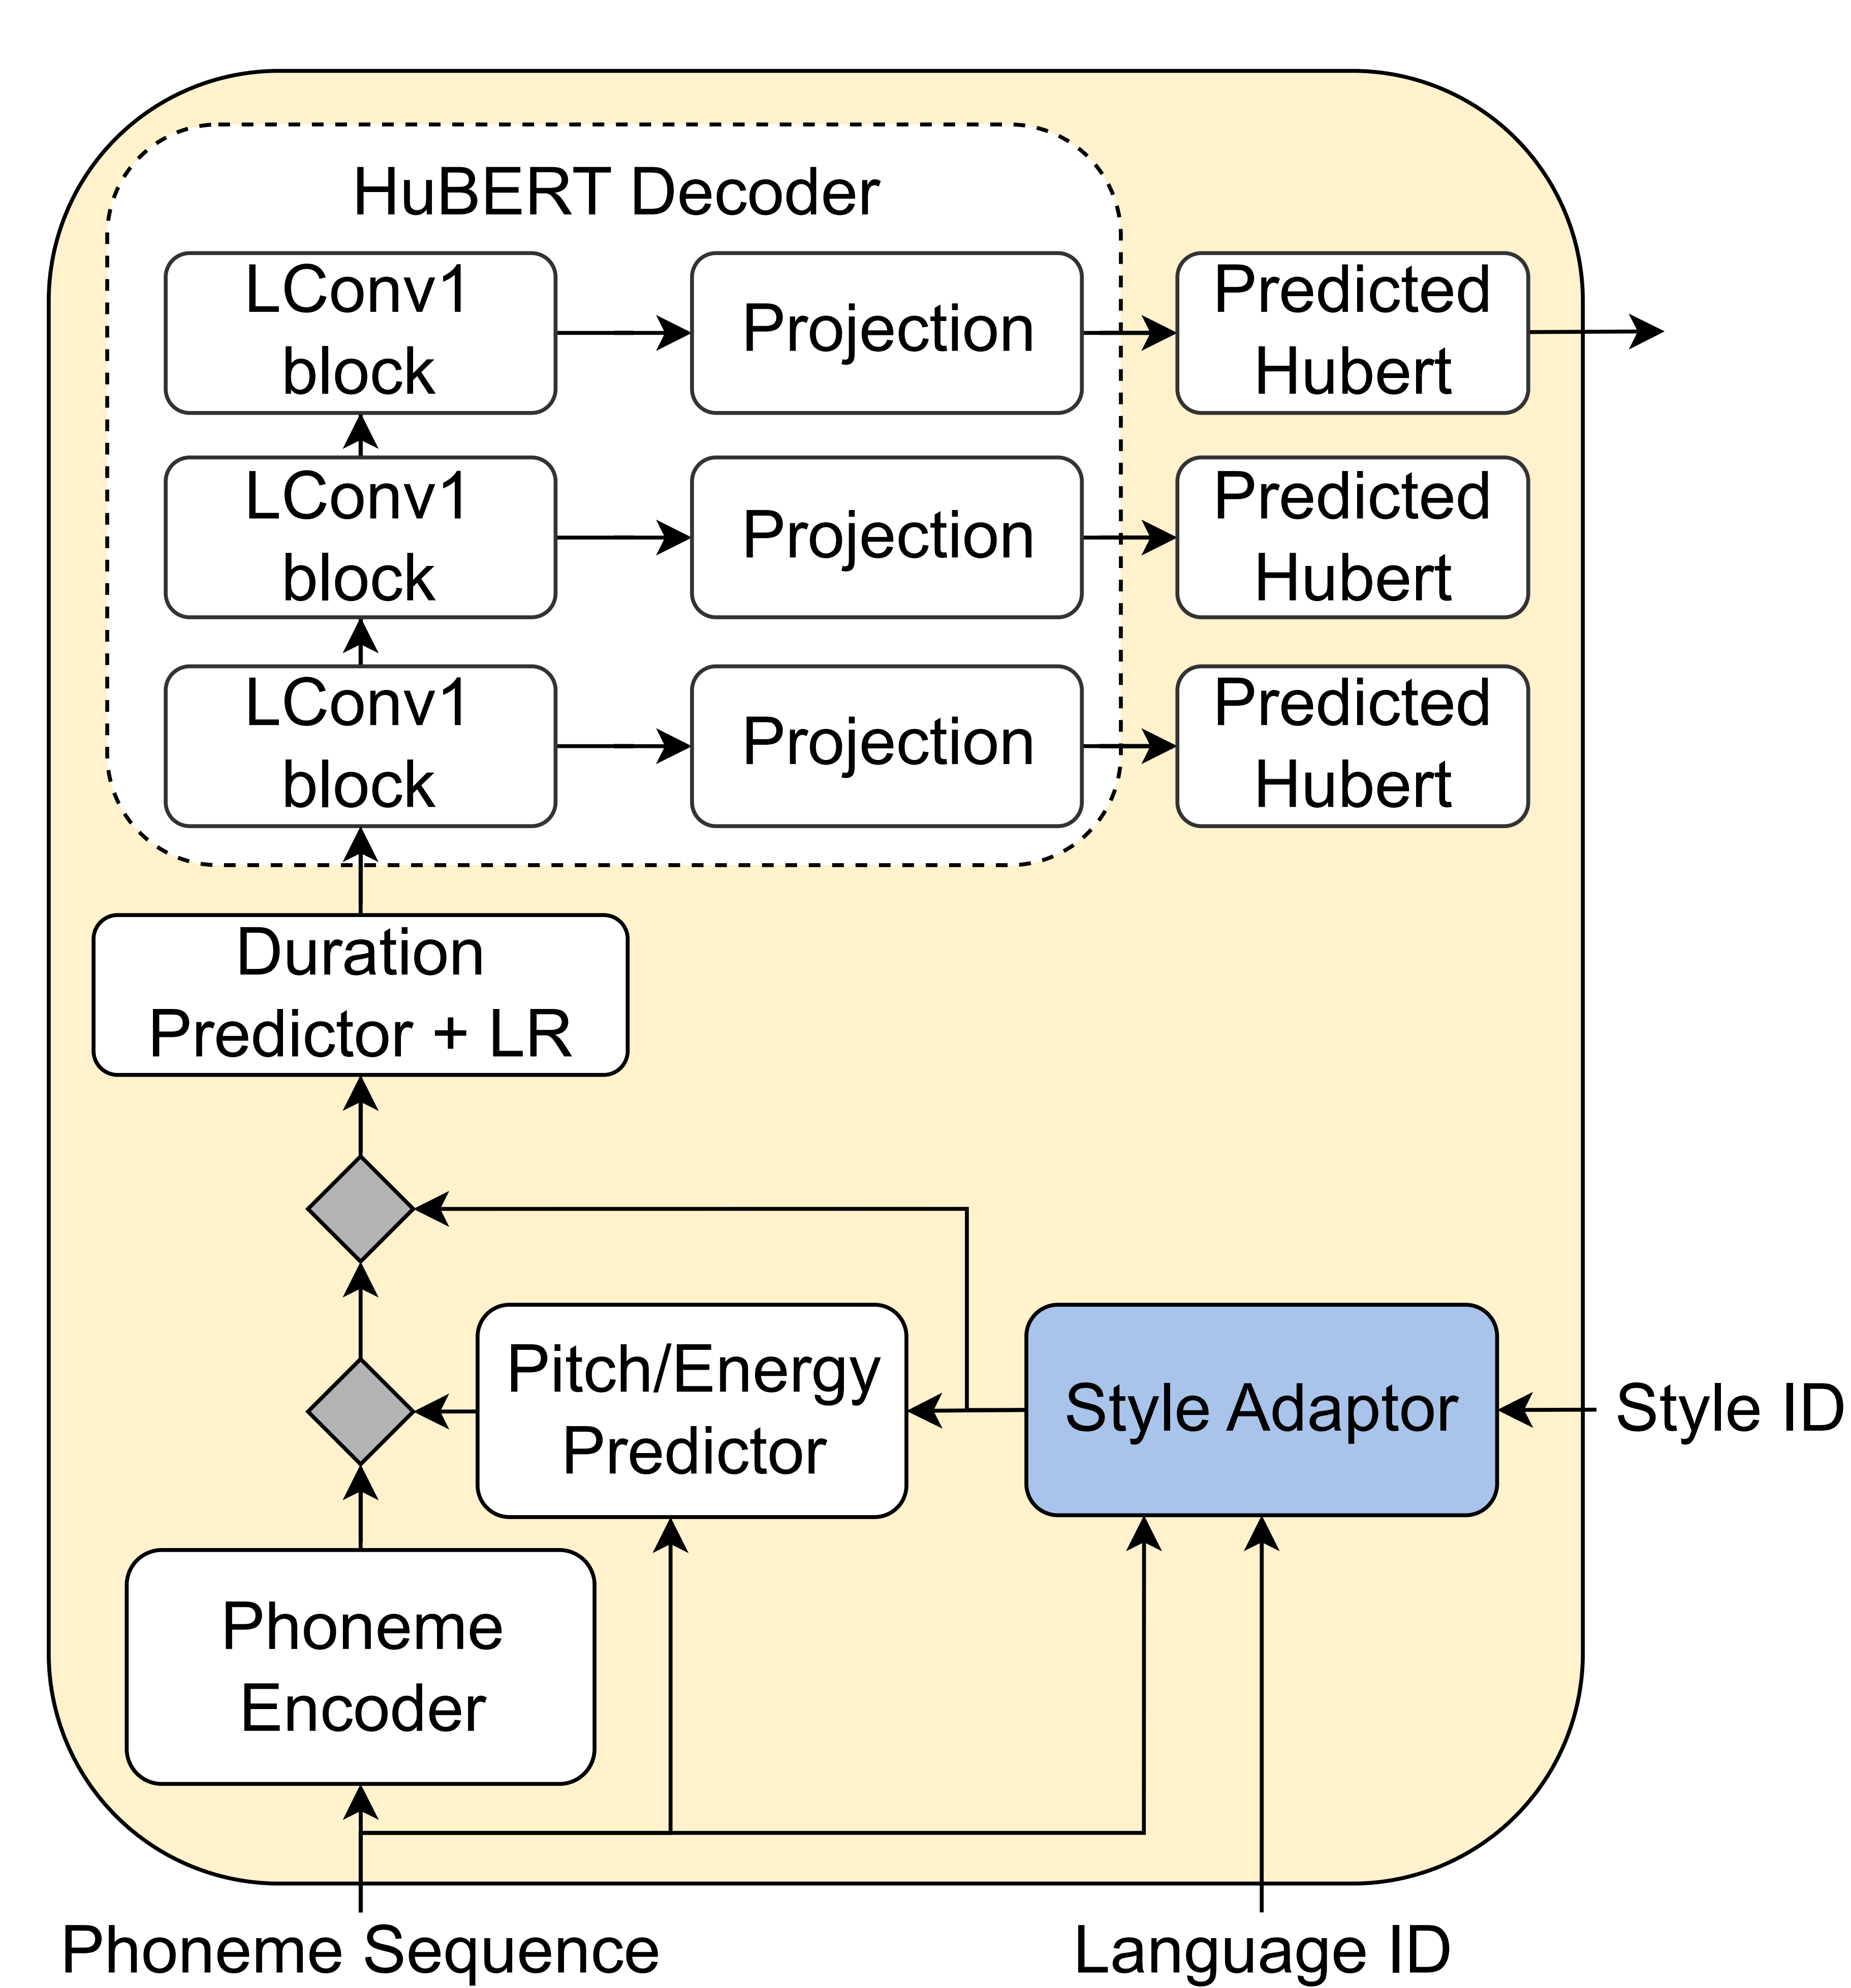 HuBERT Decoder
LConv1
block
Projection
Predicted
Hubert
LConv1
block
Projection
Predicted
Hubert
LConv1
block
Projection
Predicted
Hubert
Duration
Predictor + LR
Pitch/Energy
Predictor
Style Adaptor
Style ID
Phoneme
Encoder
Phoneme Sequence
Language ID